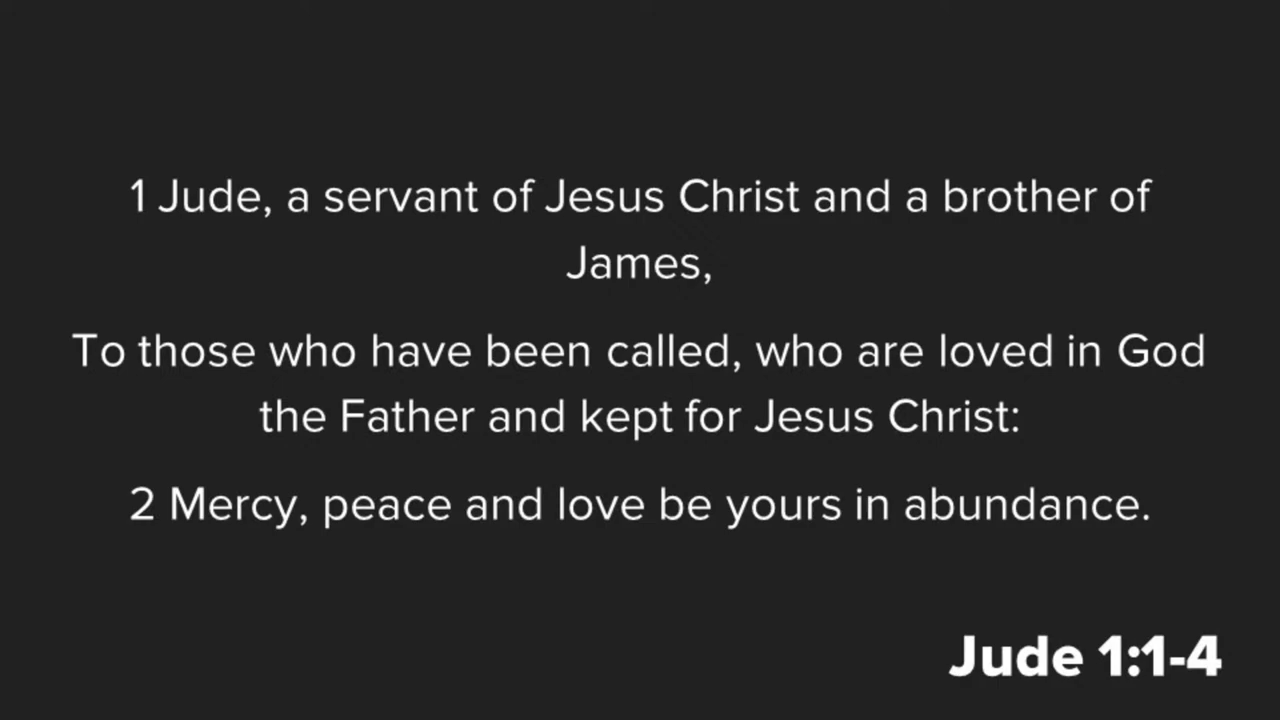 1 Jude, a servant of Jesus Christ and a brother of
James,
To those who have been called, who are loved in God
the Father and kept for Jesus Christ:
2 Mercy, peace and love be yours in abundance.
Jude 1:1-4